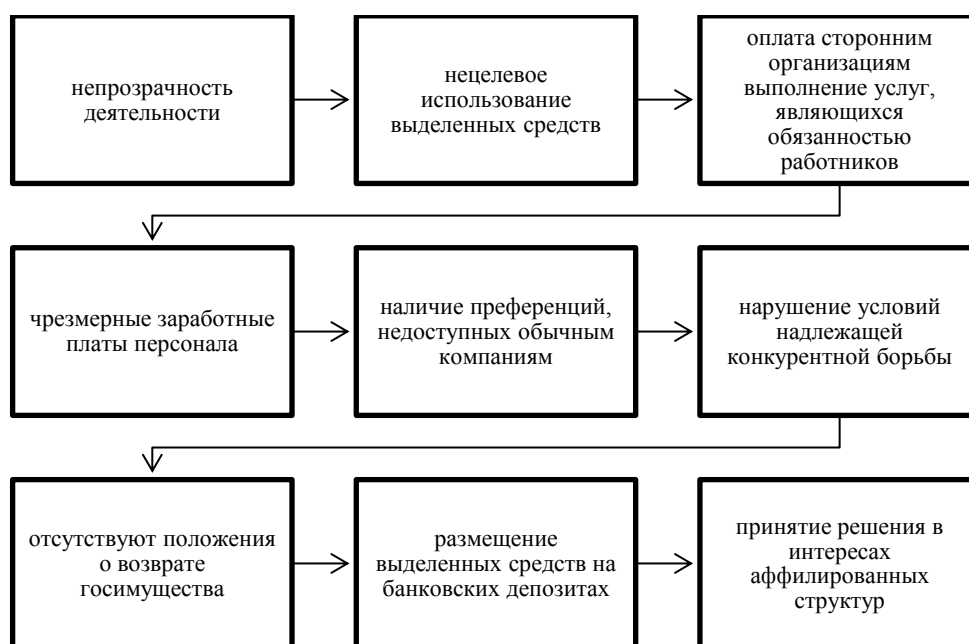 непрозрачность
деятельности
нецелевое
использование
выделенных средств
оплата сторонним
организациям
выполнение услуг,
являющихся
обязанностью
работников
чрезмерные заработные
платы персонала
наличие преференций,
недоступных обычным
компаниям
нарушение условий
надлежащей
конкурентной борьбы
отсутствуют положения
о возврате
госимущества
размещение
выделенных средств на
банковских депозитах
принятие решения в
интересах
аффилированных
структур